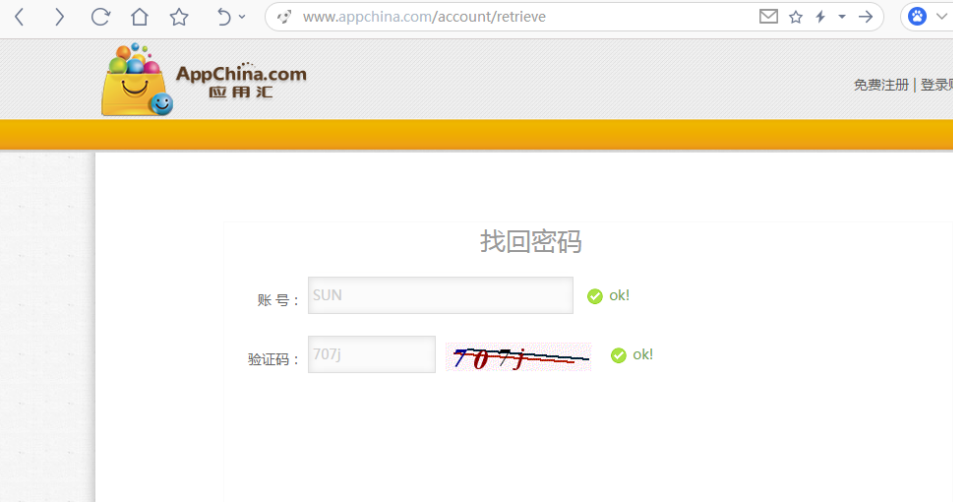 www.appchina.com/account/retrieve
AppChina.com
应用汇
免费注册 | 登录
找回密码
账 号： SUN ok!
验证码： 707j 707j ok!